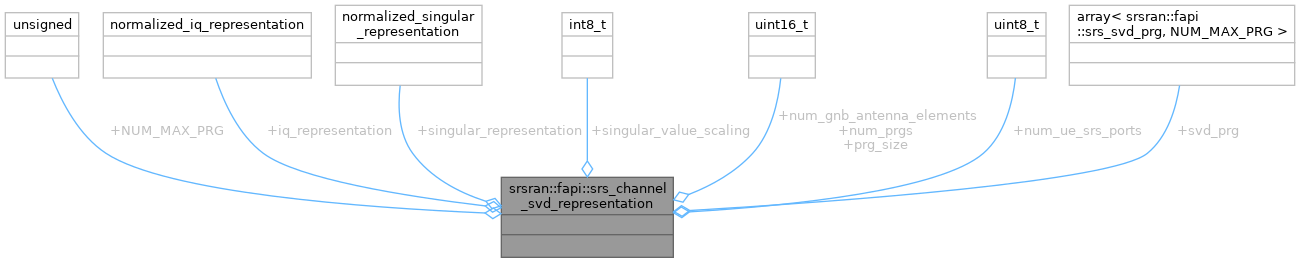 unsigned
normalized_iq_representation
normalized_singular
_representation
int8_t
uint16_t
uint8_t
array< srsran::fapi
::srs_svd_prg, NUM_MAX_PRG >
+NUM_MAX_PRG
+iq_representation
+singular_representation
+singular_value_scaling
+num_gnb_antenna_elements
+num_prgs
+prg_size
+num_ue_srs_ports
+svd_prg
srsran::fapi::srs_channel
_svd_representation